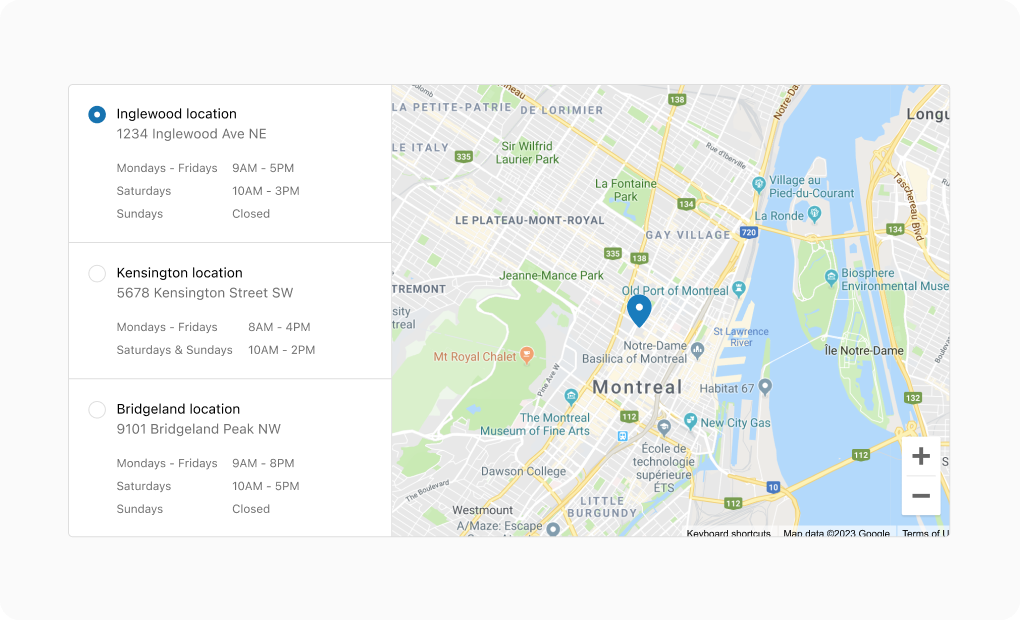 Inglewood location
1234 Inglewood Ave NE
Mondays - Fridays 9AM - 5PM
Saturdays 10AM - 3PM
Sundays Closed
Kensington location
5678 Kensington Street SW
Mondays - Fridays 8AM - 4PM
Saturdays & Sundays 10AM - 2PM
Bridgeland location
9101 Bridgeland Peak NW
Mondays - Fridays 9AM - 8PM
Saturdays 10AM - 5PM
Sundays Closed
138
Notre-Da
LA PETITE-PATRIE
DE LORIMIER
Longu
LE ITALY
335
Sir Wilfrid
Laurier Park
Rue d'Iberville
La Fontaine
Park
134
Village au
Pied-du-Courant
La Ronde
Taschereau Blvd
134
LE PLATEAU-MONT-ROYAL
GAY VILLAGE
720
335
138
Jeanne-Mance Park
TREMONT
Old Port of Montreal
Biosphere
Environmental Muse
sity
treal
St Lawrence
River
Notre-Dame
Basilica of Montreal
Île Notre-Dame
Mt Royal Chalet
Pine Ave W
Montreal
Habitat 67
132
The Montreal
Museum of Fine Arts
112
New City Gas
École de
technologie
supérieure
ÉTS
112
Dawson College
10
112
The Boulevard
LITTLE
BURGUNDY
Westmount
A/Maze: Escape
+
−
Keyboard shortcuts
Map data ©2023 Google
Terms of U